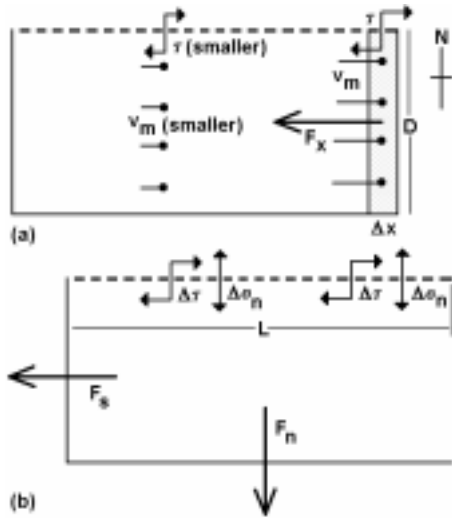 τ
τ (smaller)
N
v_m
v_m (smaller)
F_x
D
Δx
(a)
Δτ Δσ_n Δτ Δσ_n
L
F_s
F_n
(b)